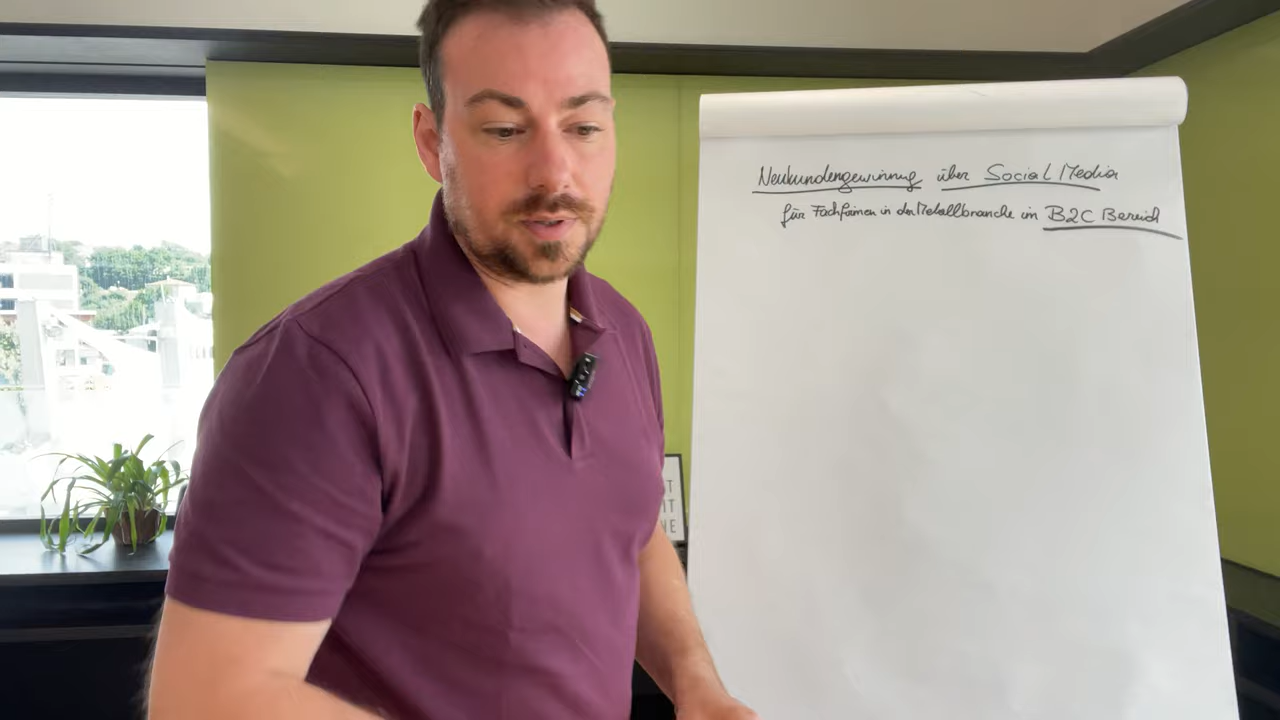 Neukundengewinnung über Social Media
für Fachfirmen in der Metallbranche im B2C Bereich